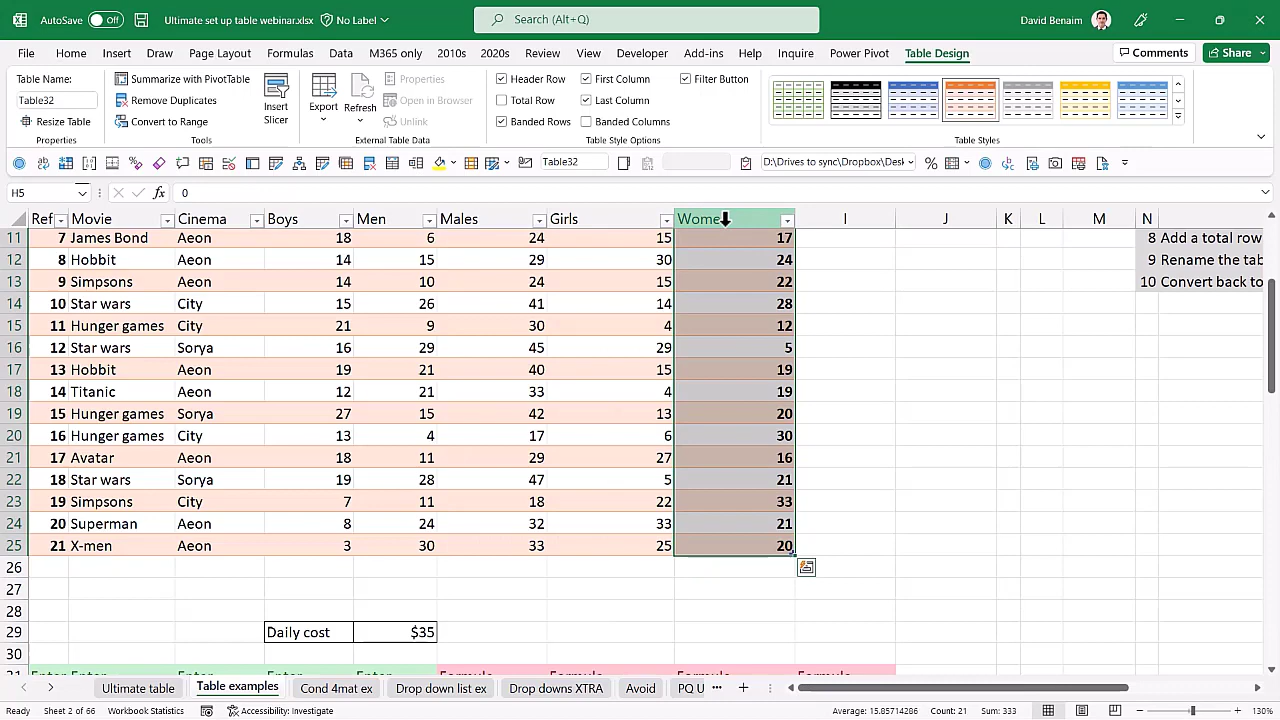 AutoSave Off Ultimate set up table webinar.xlsx No Label Search (Alt+Q) David Benaim
File Home Insert Draw Page Layout Formulas Data M365 only 2010s 2020s Review View Developer Add-ins Help Inquire Power Pivot Table Design Comments Share
Table Name: Summarize with PivotTable Properties Header Row First Column Filter Button
Table32 Remove Duplicates Insert Slicer Export Refresh Open in Browser Total Row Last Column
Resize Table Convert to Range Unlink Banded Rows Banded Columns
Properties Tools External Table Data Table Style Options Table Styles
Table32 D:\Drives to sync\Dropbox\Desk
H5 fx 0
Ref Movie Cinema Boys Men Males Girls Wome I J K L M N
11 7 James Bond Aeon 18 6 24 15 17 8 Add a total row
12 8 Hobbit Aeon 14 15 29 30 24 9 Rename the tab
13 9 Simpsons Aeon 14 10 24 15 22 10 Convert back to
14 10 Star wars City 15 26 41 14 28
15 11 Hunger games City 21 9 30 4 12
16 12 Star wars Sorya 16 29 45 29 5
17 13 Hobbit Aeon 19 21 40 15 19
18 14 Titanic Aeon 12 21 33 4 19
19 15 Hunger games Sorya 27 15 42 13 20
20 16 Hunger games City 13 4 17 6 30
21 17 Avatar Aeon 18 11 29 27 16
22 18 Star wars Sorya 19 28 47 5 21
23 19 Simpsons City 7 11 18 22 33
24 20 Superman Aeon 8 24 32 33 21
25 21 X-men Aeon 3 30 33 25 20
26
27
28
29 Daily cost $35
30
Ultimate table Table examples Cond 4mat ex Drop down list ex Drop downs XTRA Avoid PQ U
Ready Sheet 2 of 66 Workbook Statistics Accessibility: Investigate Average: 15.85714286 Count: 21 Sum: 333 130%